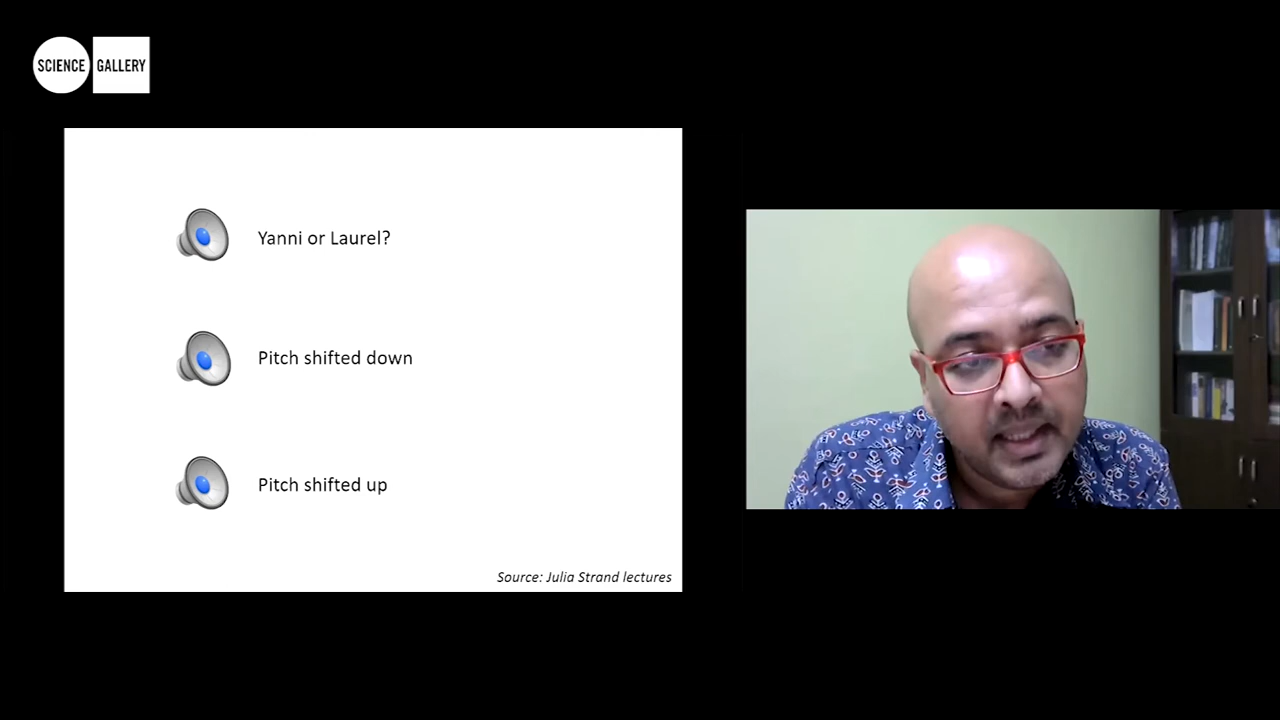 SCIENCE GALLERY
Yanni or Laurel?
Pitch shifted down
Pitch shifted up
Source: Julia Strand lectures